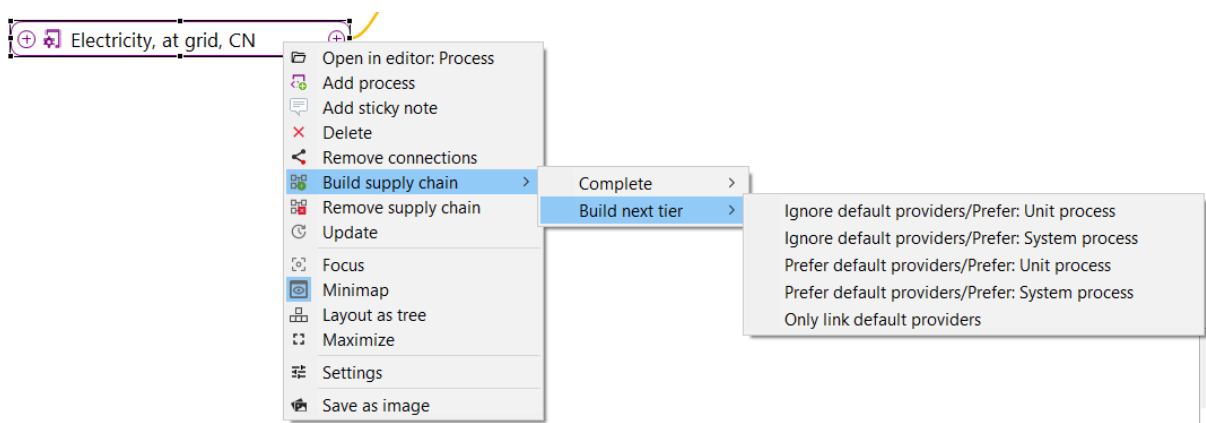 Electricity, at grid, CN
Open in editor: Process
Add process
Add sticky note
Delete
Remove connections
Build supply chain
Remove supply chain
Update
Focus
Minimap
Layout as tree
Maximize
Settings
Save as image
Complete
Build next tier
Ignore default providers/Prefer: Unit process
Ignore default providers/Prefer: System process
Prefer default providers/Prefer: Unit process
Prefer default providers/Prefer: System process
Only link default providers